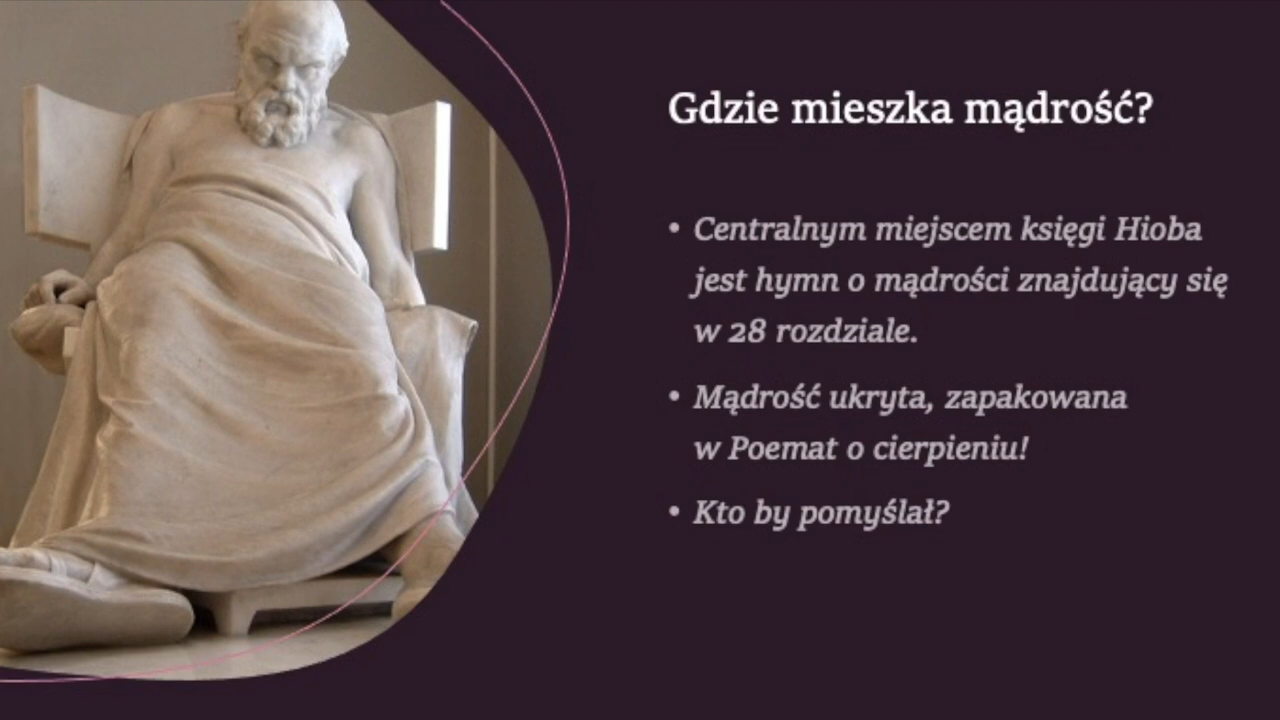 Gdzie mieszka mądrość?
• Centralnym miejscem księgi Hioba
jest hymn o mądrości znajdujący się
w 28 rozdziale.
• Mądrość ukryta, zapakowana
w Poemat o cierpieniu!
• Kto by pomyślał?